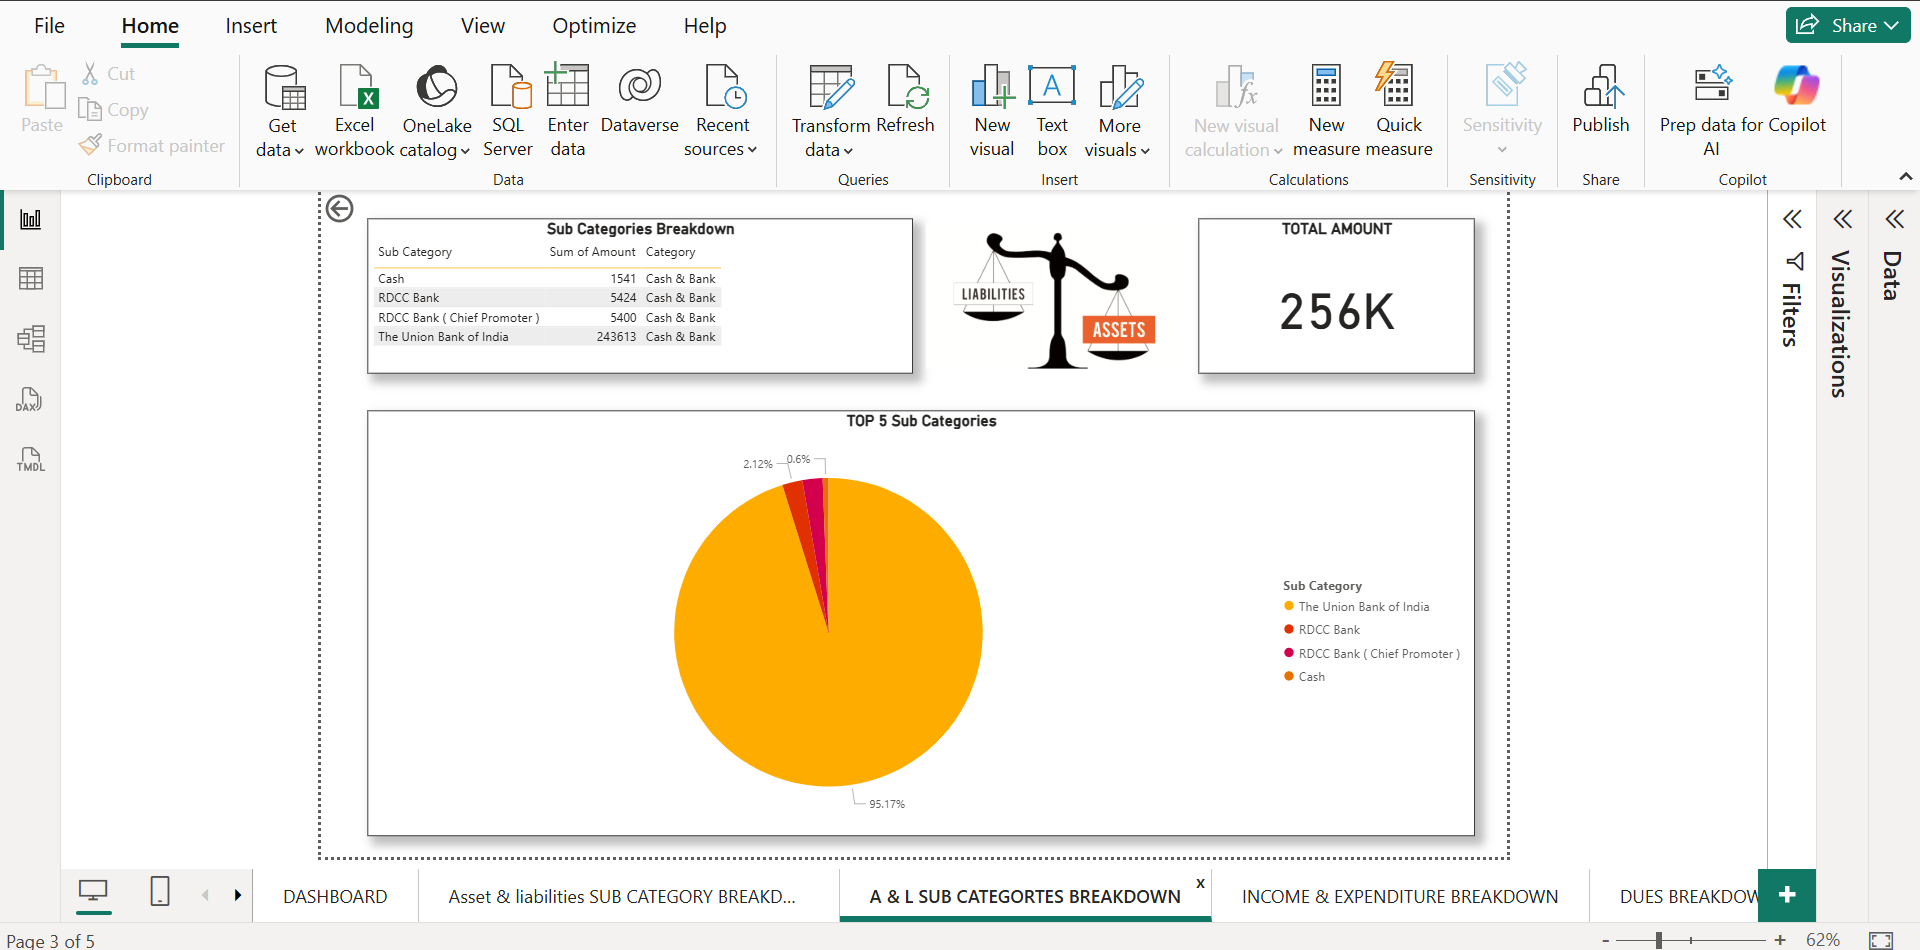 File Home Insert Modeling View Optimize Help Share
Paste
Cut
Copy
Format painter
Clipboard
Get data
Excel workbook
OneLake catalog
SQL Server
Enter data
Dataverse
Recent sources
Data
Transform data
Refresh
Queries
New visual
Text box
More visuals
Insert
New visual calculation
New measure
Quick measure
Calculations
Sensitivity
Sensitivity
Publish
Share
Prep data for AI
Copilot
Copilot
DAX
TMDL
Sub Categories Breakdown
Sub Category Sum of Amount Category
Cash 1541 Cash & Bank
RDCC Bank 5424 Cash & Bank
RDCC Bank ( Chief Promoter ) 5400 Cash & Bank
The Union Bank of India 243613 Cash & Bank
LIABILITIES
ASSETS
TOTAL AMOUNT
256K
TOP 5 Sub Categories
2.12% 0.6%
95.17%
Sub Category
The Union Bank of India
RDCC Bank
RDCC Bank ( Chief Promoter )
Cash
Filters
Visualizations
Data
DASHBOARD
Asset & liabilities SUB CATEGORY BREAKD...
A & L SUB CATEGORTES BREAKDOWN x
INCOME & EXPENDITURE BREAKDOWN
DUES BREAKDOW
+
Page 3 of 5
- + 62%